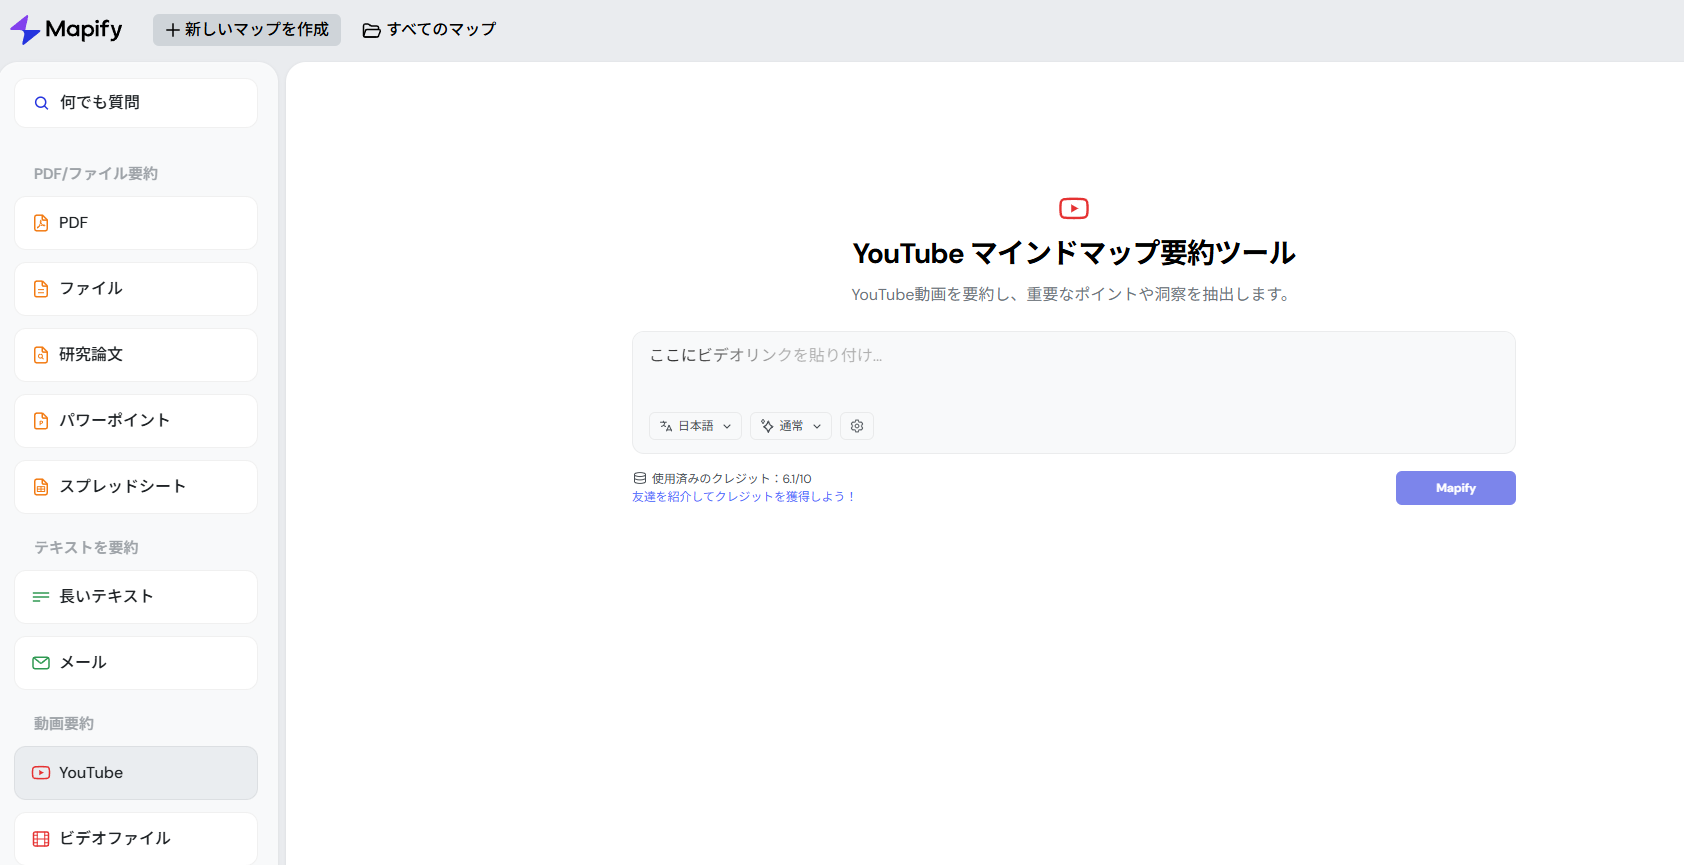 Mapify
新しいマップを作成
すべてのマップ
何でも質問
PDF/ファイル要約
PDF
ファイル
研究論文
パワーポイント
スプレッドシート
テキストを要約
長いテキスト
メール
動画要約
YouTube
ビデオファイル
YouTube マインドマップ要約ツール
YouTube動画を要約し、重要なポイントや洞察を抽出します。
ここにビデオリンクを貼り付け...
日本語 通常
使用済みのクレジット：6.1/10
友達を紹介してクレジットを獲得しよう！
Mapify